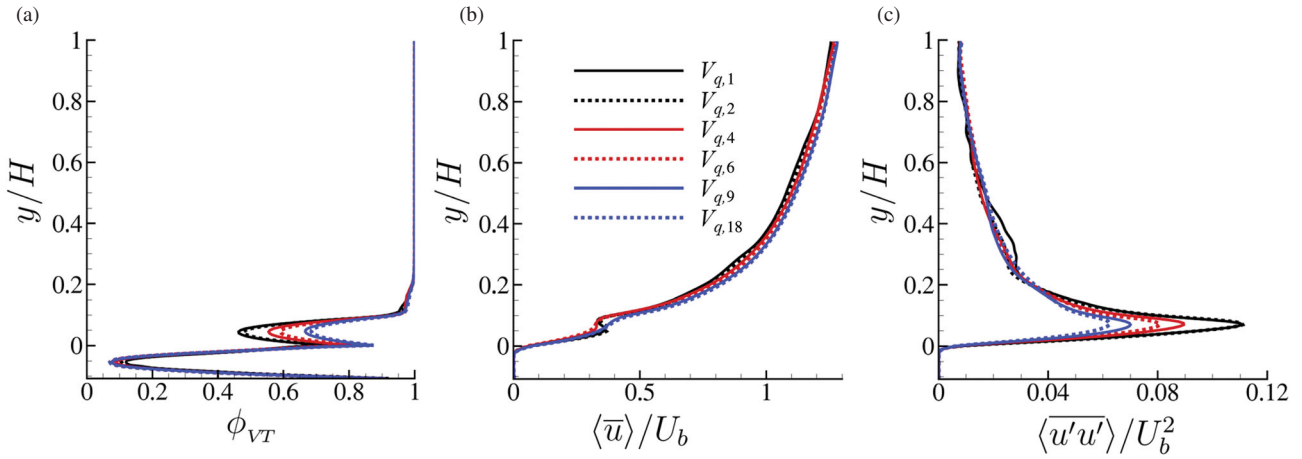 (a)
1
0.8
0.6
0.4
0.2
0
y/H
0 0.2 0.4 0.6 0.8 1
ϕ_VT
(b)
1
0.8
0.6
0.4
0.2
0
y/H
V_q,1
V_q,2
V_q,4
V_q,6
V_q,9
V_q,18
0 0.5 1
⟨u̅⟩/U_b
(c)
1
0.8
0.6
0.4
0.2
0
y/H
0 0.04 0.08 0.12
⟨u̅'̅u̅'̅⟩/U_b^2